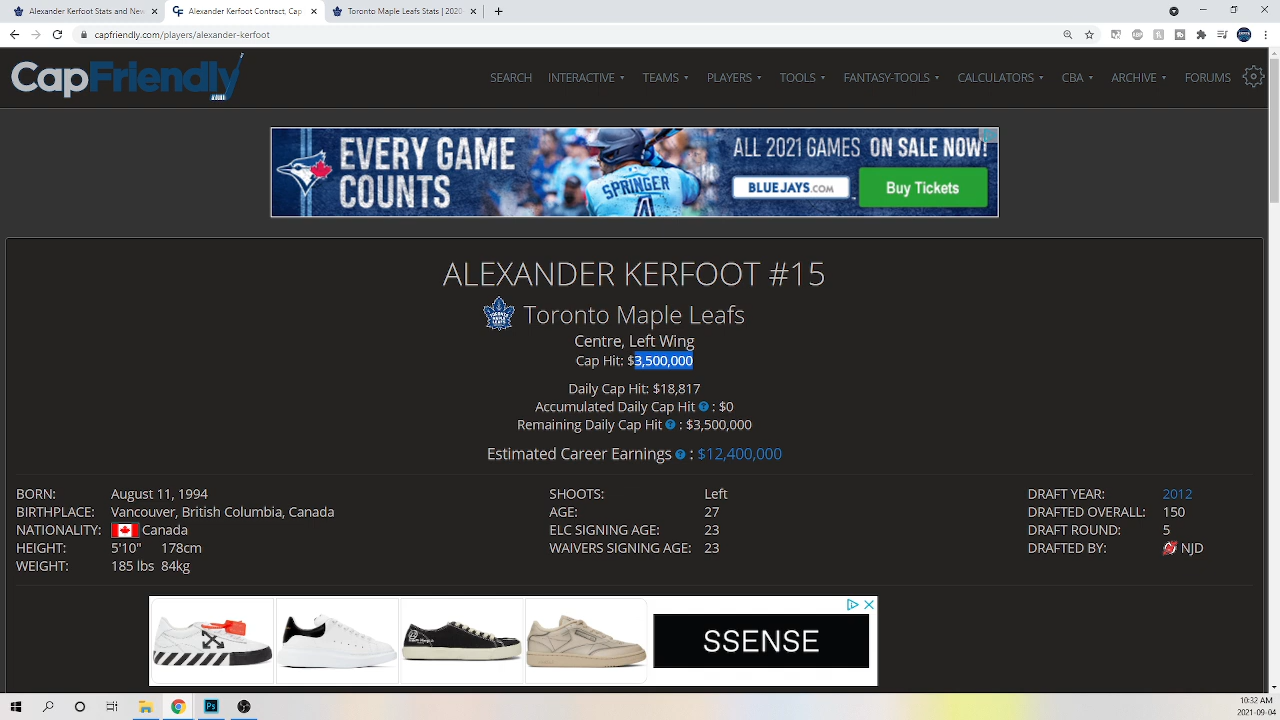 Alexander Kerfoot Stats and New
Alexander Kerfoot Contract, Cap
Toronto Maple Leafs Stats | 2020
capfriendly.com/players/alexander-kerfoot
CapFriendly
.com
SEARCH INTERACTIVE TEAMS PLAYERS TOOLS FANTASY-TOOLS CALCULATORS CBA ARCHIVE FORUMS
EVERY GAME
COUNTS
SPRINGER
4
ALL 2021 GAMES ON SALE NOW!
BLUEJAYS.COM
Buy Tickets
ALEXANDER KERFOOT #15
TORONTO MAPLE LEAFS
Toronto Maple Leafs
Centre, Left Wing
Cap Hit: $3,500,000
Daily Cap Hit: $18,817
Accumulated Daily Cap Hit ? : $0
Remaining Daily Cap Hit ? : $3,500,000
Estimated Career Earnings ? : $12,400,000
BORN: August 11, 1994
BIRTHPLACE: Vancouver, British Columbia, Canada
NATIONALITY: Canada
HEIGHT: 5'10" 178cm
WEIGHT: 185 lbs 84kg
SHOOTS: Left
AGE: 27
ELC SIGNING AGE: 23
WAIVERS SIGNING AGE: 23
DRAFT YEAR: 2012
DRAFTED OVERALL: 150
DRAFT ROUND: 5
DRAFTED BY: NJD
SSENSE
Ps
10:32 AM
2021-09-04